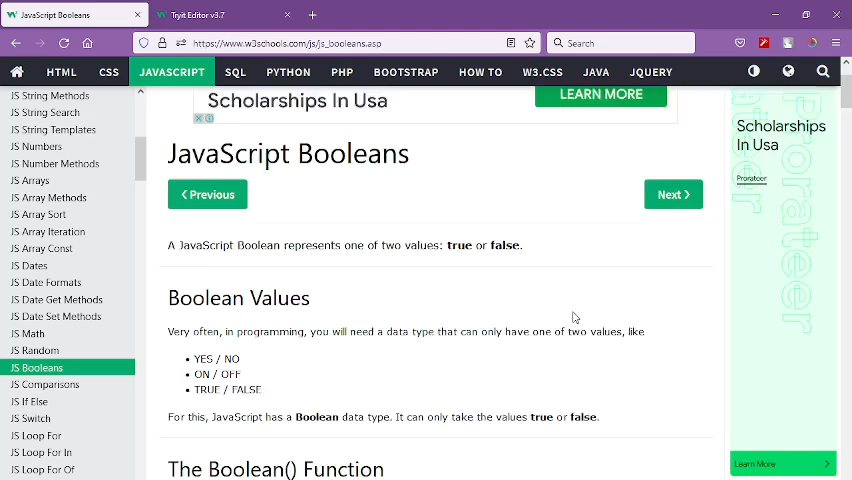 JavaScript Booleans
Tryit Editor v3.7
https://www.w3schools.com/js/js_booleans.asp
Search
HTML CSS JAVASCRIPT SQL PYTHON PHP BOOTSTRAP HOW TO W3.CSS JAVA JQUERY
JS String Methods
JS String Search
JS String Templates
JS Numbers
JS Number Methods
JS Arrays
JS Array Methods
JS Array Sort
JS Array Iteration
JS Array Const
JS Dates
JS Date Formats
JS Date Get Methods
JS Date Set Methods
JS Math
JS Random
JS Booleans
JS Comparisons
JS If Else
JS Switch
JS Loop For
JS Loop For In
JS Loop For Of
Scholarships In Usa
LEARN MORE
JavaScript Booleans
❮ Previous
Next ❯
A JavaScript Boolean represents one of two values: true or false.
Boolean Values
Very often, in programming, you will need a data type that can only have one of two values, like
• YES / NO
• ON / OFF
• TRUE / FALSE
For this, JavaScript has a Boolean data type. It can only take the values true or false.
The Boolean() Function
Scholarships
In Usa
Prorateer
Prorateer
Learn More